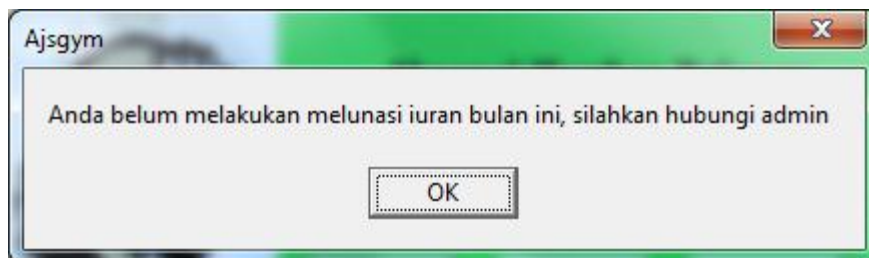 Ajsgym
Anda belum melakukan melunasi iuran bulan ini, silahkan hubungi admin
OK